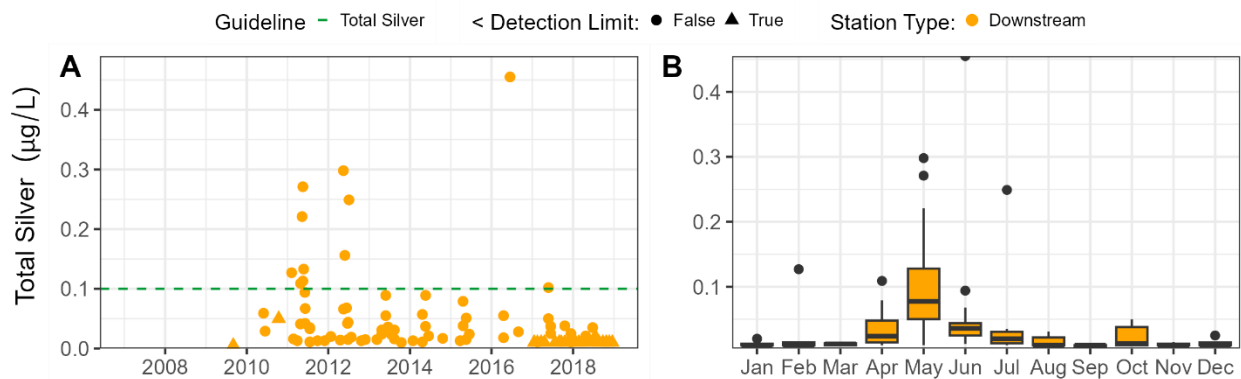 Guideline Total Silver < Detection Limit: False True Station Type: Downstream
A
B
Total Silver (µg/L)
0.4
0.3
0.2
0.1
0.0
2008 2010 2012 2014 2016 2018
0.4
0.3
0.2
0.1
Jan Feb Mar Apr May Jun Jul Aug Sep Oct Nov Dec